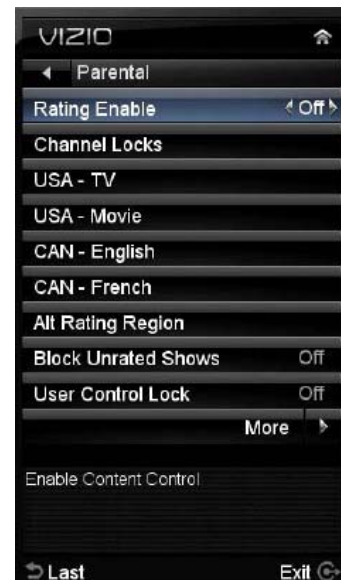 VIZIO
Parental
Rating Enable Off
Channel Locks
USA - TV
USA - Movie
CAN - English
CAN - French
Alt Rating Region
Block Unrated Shows Off
User Control Lock Off
More
Enable Content Control
Last Exit